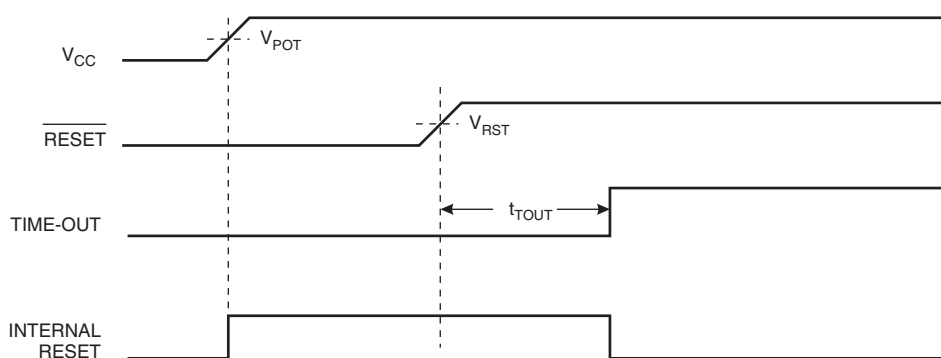 V_CC
V_POT
RESET
V_RST
TIME-OUT
t_TOUT
INTERNAL
RESET